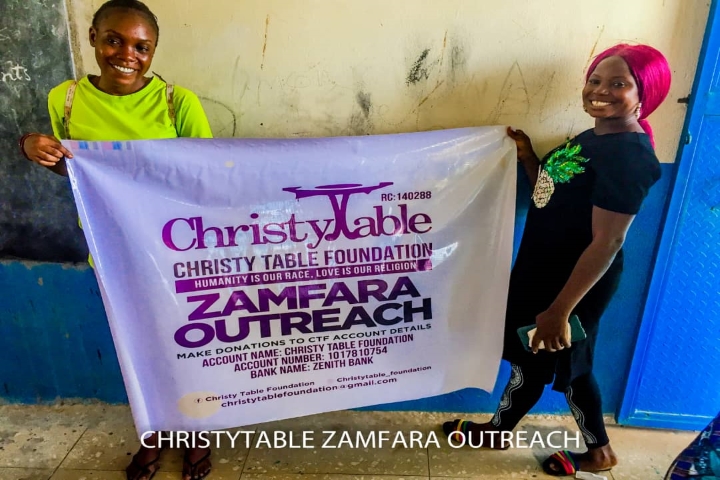 RC:140288
ChristyTable
CHRISTY TABLE FOUNDATION
HUMANITY IS OUR RACE, LOVE IS OUR RELIGION
ZAMFARA
OUTREACH
MAKE DONATIONS TO CTF ACCOUNT DETAILS
ACCOUNT NAME: CHRISTY TABLE FOUNDATION
ACCOUNT NUMBER: 1017810754
BANK NAME: ZENITH BANK
f Christy Table Foundation Christytable_foundation
christytablefoundation@gmail.com
CHRISTYTABLE ZAMFARA OUTREACH